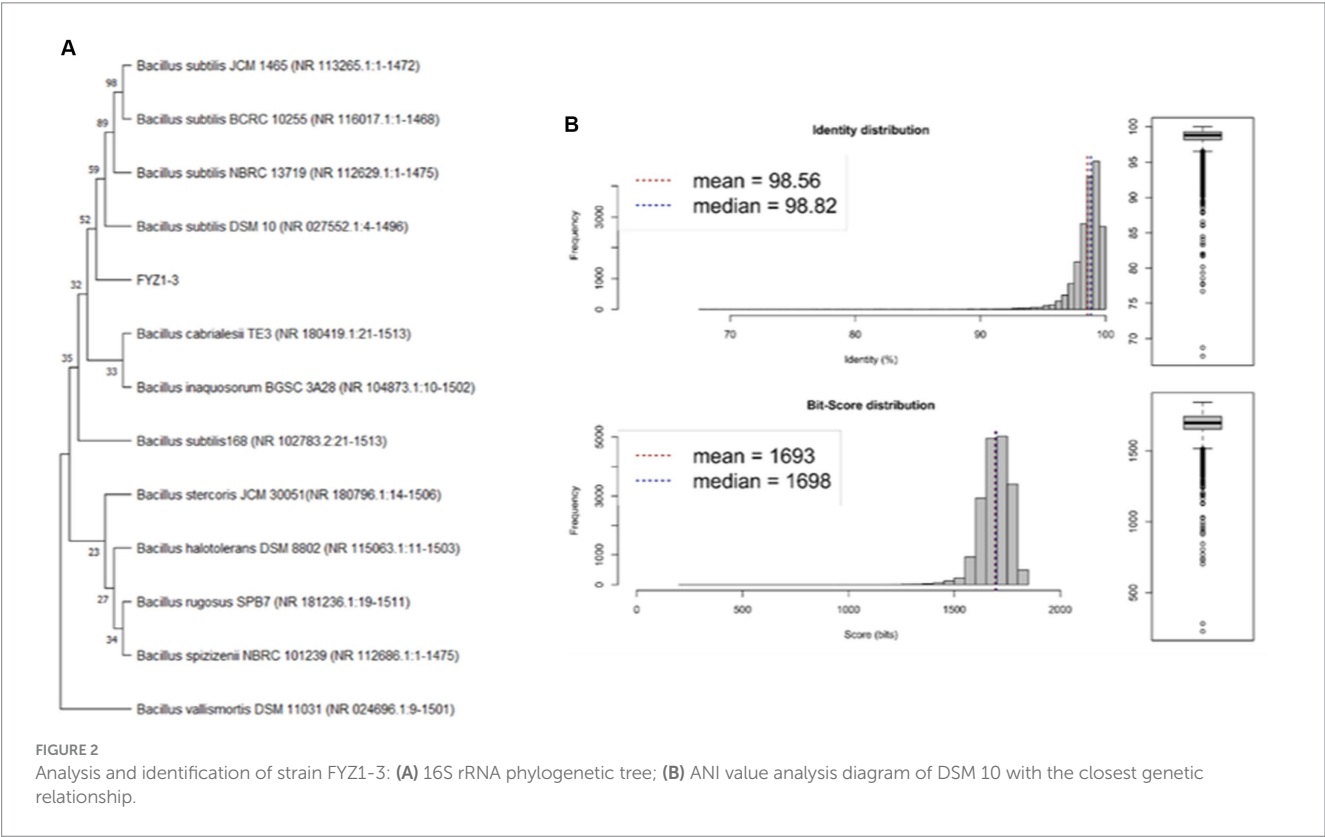 A
Bacillus subtilis JCM 1465 (NR 113265.1:1-1472)
98
Bacillus subtilis BCRC 10255 (NR 116017.1:1-1468)
89
Bacillus subtilis NBRC 13719 (NR 112629.1:1-1475)
59
Bacillus subtilis DSM 10 (NR 027552.1:4-1496)
52
FYZ1-3
32
Bacillus cabrialesii TE3 (NR 180419.1:21-1513)
35
33
Bacillus inaquosorum BGSC 3A28 (NR 104873.1:10-1502)
Bacillus subtilis168 (NR 102783.2:21-1513)
Bacillus stercoris JCM 30051(NR 180796.1:14-1506)
23
Bacillus halotolerans DSM 8802 (NR 115063.1:11-1503)
27
Bacillus rugosus SPB7 (NR 181236.1:19-1511)
34
Bacillus spizizenii NBRC 101239 (NR 112686.1:1-1475)
Bacillus vallismortis DSM 11031 (NR 024696.1:9-1501)
B
Identity distribution
mean = 98.56
median = 98.82
Frequency
3000
1000
0
70 80 90 100
Identity (%)
100
95
90
85
80
75
70
Bit-Score distribution
mean = 1693
median = 1698
Frequency
5000
3000
1000
0
0 500 1000 1500 2000
Score (bits)
1500
1000
500
FIGURE 2
Analysis and identification of strain FYZ1-3: (A) 16S rRNA phylogenetic tree; (B) ANI value analysis diagram of DSM 10 with the closest genetic
relationship.